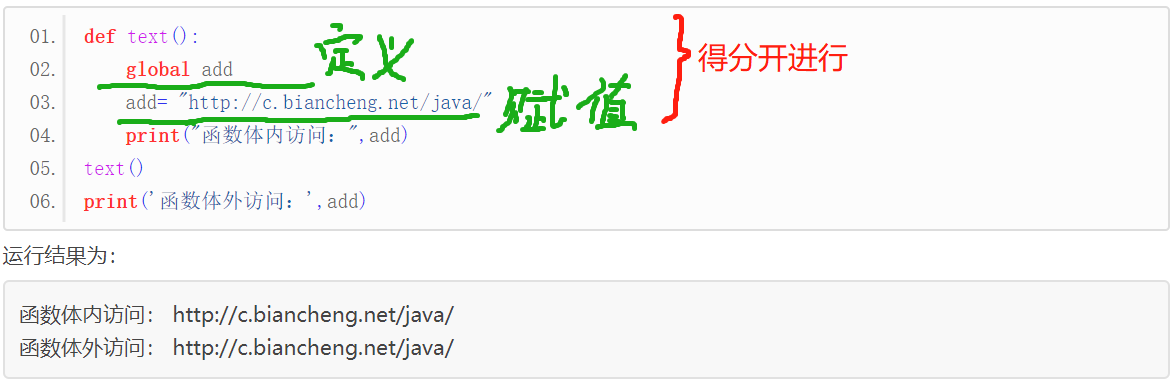 01. def text():
02. global add 定义
03. add= "http://c.biancheng.net/java/" 赋值
得分开进行
04. print("函数体内访问：",add)
05. text()
06. print('函数体外访问：',add)
运行结果为：
函数体内访问： http://c.biancheng.net/java/
函数体外访问： http://c.biancheng.net/java/